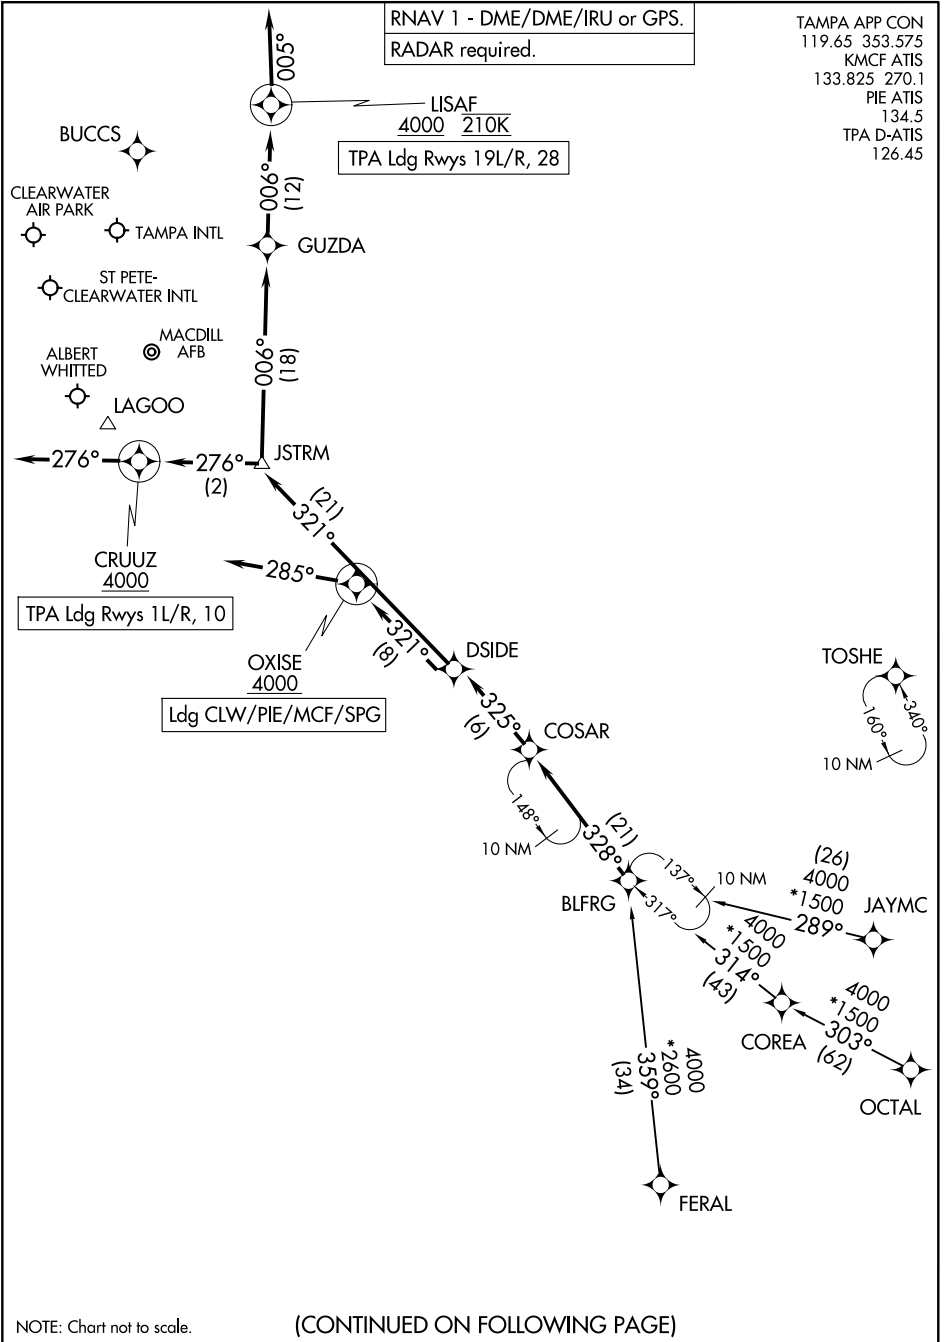 RNAV 1 - DME/DME/IRU or GPS.
RADAR required.
TAMPA APP CON
119.65 353.575
KMCF ATIS
133.825 270.1
PIE ATIS
134.5
TPA D-ATIS
126.45
005°
LISAF
4000 210K
TPA Ldg Rwys 19L/R, 28
BUCCS
006°
(12)
CLEARWATER
AIR PARK
TAMPA INTL
GUZDA
ST PETE-
CLEARWATER INTL
MACDILL
AFB
006°
(18)
ALBERT
WHITTED
LAGOO
JSTRM
276°
276°
(2)
(21)
321°
CRUUZ
4000
TPA Ldg Rwys 1L/R, 10
285°
321°
(8)
OXISE
4000
Ldg CLW/PIE/MCF/SPG
DSIDE
325°
(6)
COSAR
TOSHE
340°
160°
10 NM
148°
10 NM
(21)
328°
BLFRG
137°
317°
10 NM
(26)
4000
*1500
289°
JAYMC
4000
*1500
314°
(43)
COREA
4000
*1500
303°
(62)
OCTAL
4000
*2600
359°
(34)
FERAL
NOTE: Chart not to scale.
(CONTINUED ON FOLLOWING PAGE)